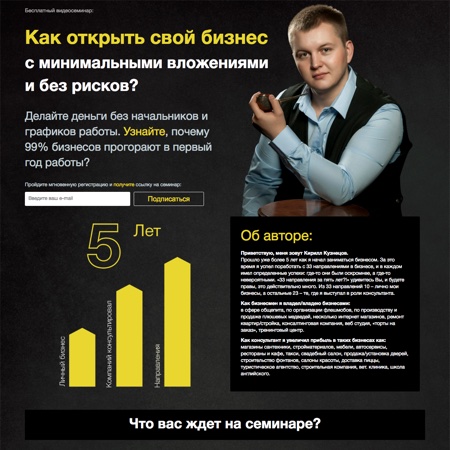 Бесплатный видеосеминар:
Как открыть свой бизнес
с минимальными вложениями
и без рисков?
Делайте деньги без начальников и
графиков работы. Узнайте, почему
99% бизнесов прогорают в первый
год работы?
Пройдите мгновенную регистрацию и получите ссылку на семинар:
Введите ваш e-mail
Подписаться
5 Лет
Личный бизнес
Компаний консультировал
Направления
Об авторе:
Приветствую, меня зовут Кирилл Кузнецов.
Прошло уже более 5 лет как я начал заниматься бизнесом. За это
время я успел поработать с 33 направлениями в бизнесе, и в каждом
имел определенные успехи: где-то они были скромнее, а где-то
невероятными. «33 направления за пять лет?!» удивитесь Вы, и будете
правы, это действительно много. Из 33 направлений 10 – лично мои
бизнесы, а остальные 23 – те, где я выступал в роли консультанта.
Как бизнесмен я владел/владею бизнесами:
в сфере общепита, по организации флешмобов, по производству и
продаже плюшевых медведей, несколько интернет магазинов, ремонт
квартир/стройка, консалтинговая компания, веб студия, «торты на
заказ», тренинговый центр.
Как консультант я увеличил прибыль в таких бизнесах как:
магазины сантехники, стройматериалов, мебели, автосервисы,
рестораны и кафе, такси, свадебный салон, продажа/установка дверей,
строительство фонтанов, салоны красоты, доставка пиццы,
туристическое агентство, строительная компания, вет. клиника, школа
английского.
Что вас ждет на семинаре?